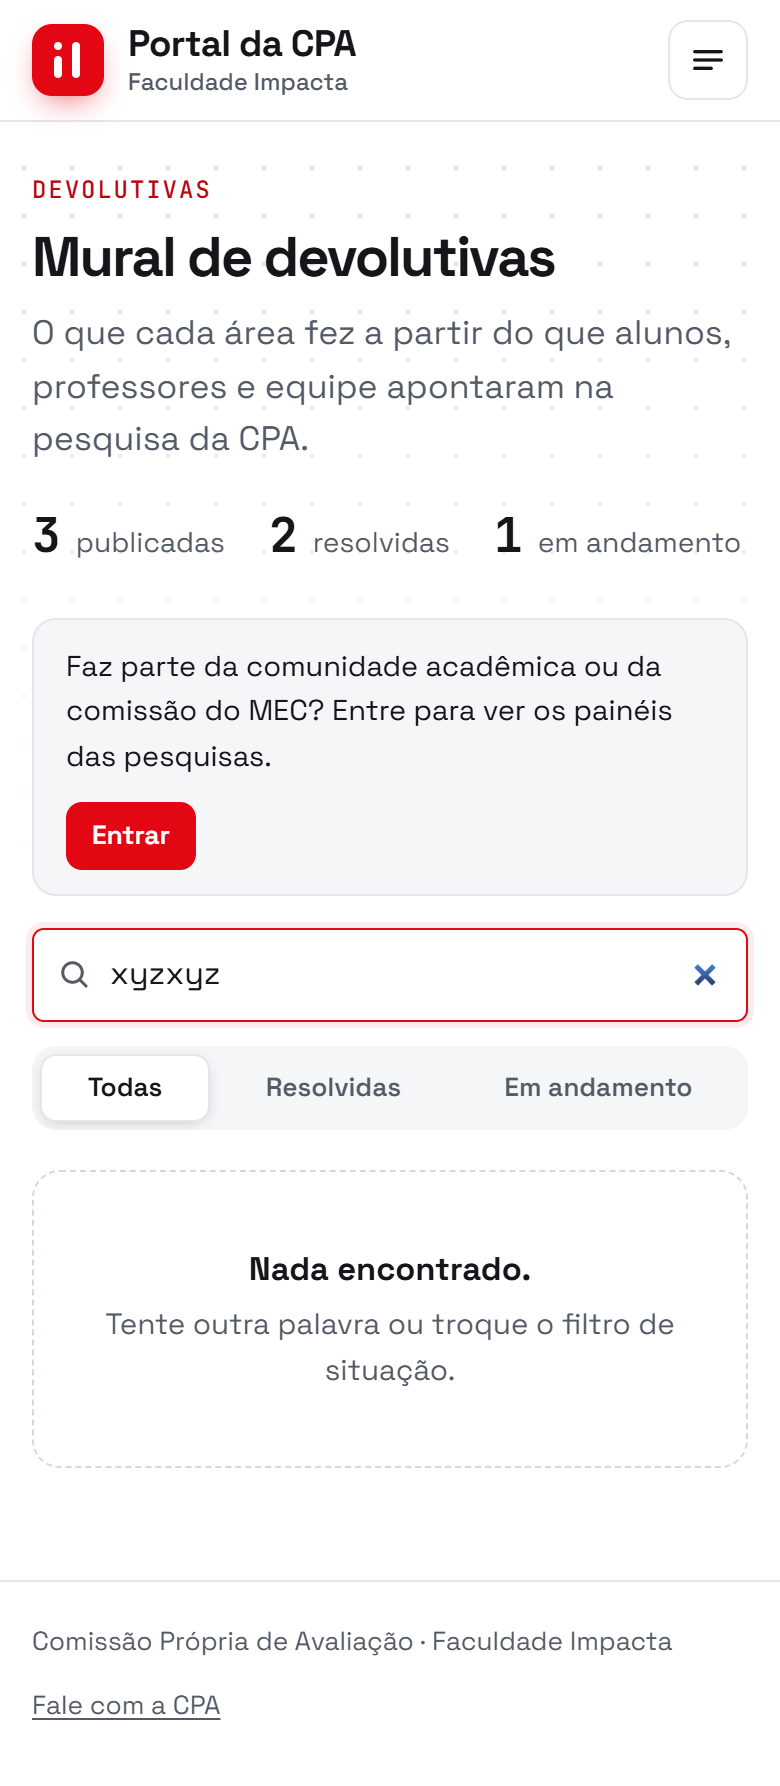 Portal da CPA
Faculdade Impacta
DEVOLUTIVAS
Mural de devolutivas
O que cada área fez a partir do que alunos,
professores e equipe apontaram na
pesquisa da CPA.
3 publicadas 2 resolvidas 1 em andamento
Faz parte da comunidade acadêmica ou da
comissão do MEC? Entre para ver os painéis
das pesquisas.
Entrar
xyzxyz
Todas Resolvidas Em andamento
Nada encontrado.
Tente outra palavra ou troque o filtro de
situação.
Comissão Própria de Avaliação · Faculdade Impacta
Fale com a CPA